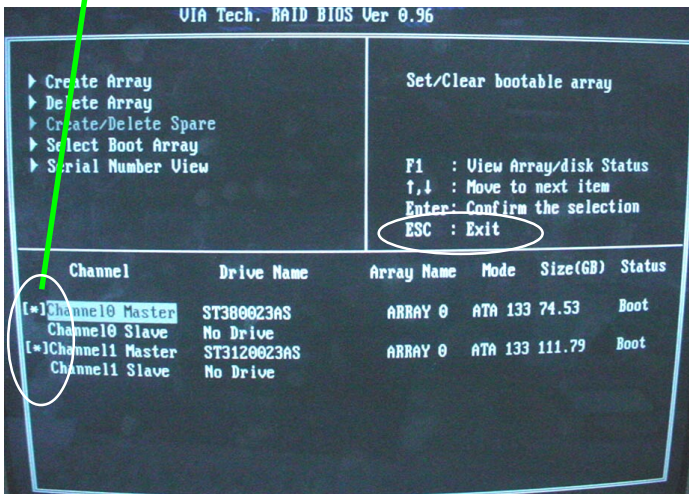 VIA Tech. RAID BIOS Ver 0.96
Create Array
Delete Array
Create/Delete Spare
Select Boot Array
Serial Number View
Set/Clear bootable array
F1 : View Array/disk Status
↑,↓ : Move to next item
Enter: Confirm the selection
ESC : Exit
Channel Drive Name Array Name Mode Size(GB) Status
[*]Channel0 Master ST380023AS ARRAY 0 ATA 133 74.53 Boot
Channel0 Slave No Drive
[*]Channel1 Master ST3120023AS ARRAY 0 ATA 133 111.79 Boot
Channel1 Slave No Drive